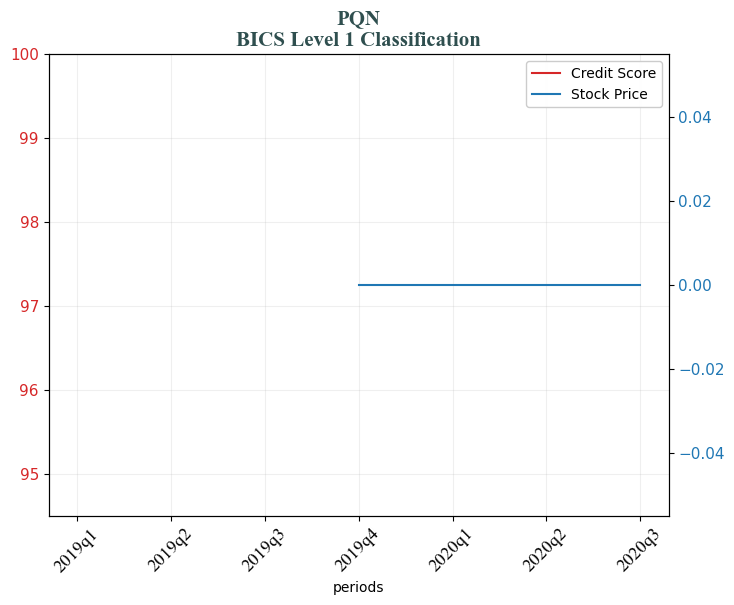 PQN
BICS Level 1 Classification
Credit Score
Stock Price
100
99
98
97
96
95
0.04
0.02
0.00
−0.02
−0.04
2019q1
2019q2
2019q3
2019q4
2020q1
2020q2
2020q3
periods